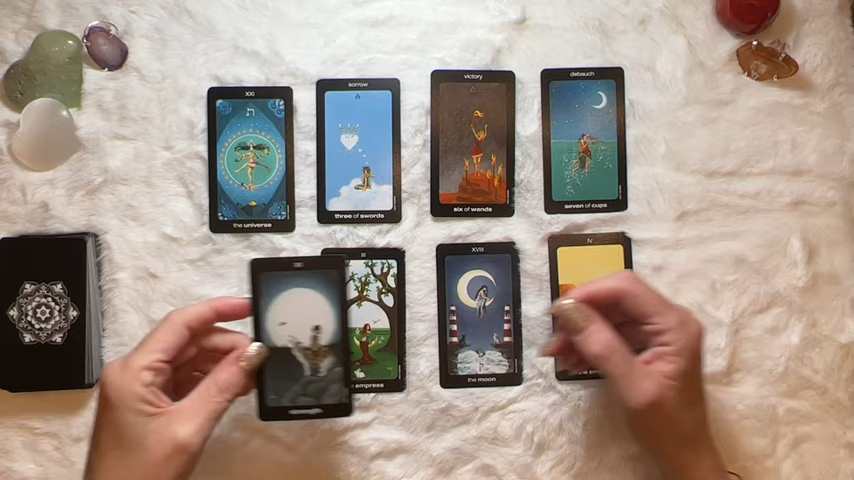 XXI
the universe
sorrow
three of swords
victory
six of wands
debauch
seven of cups
III
empress
XVIII
the moon
IV